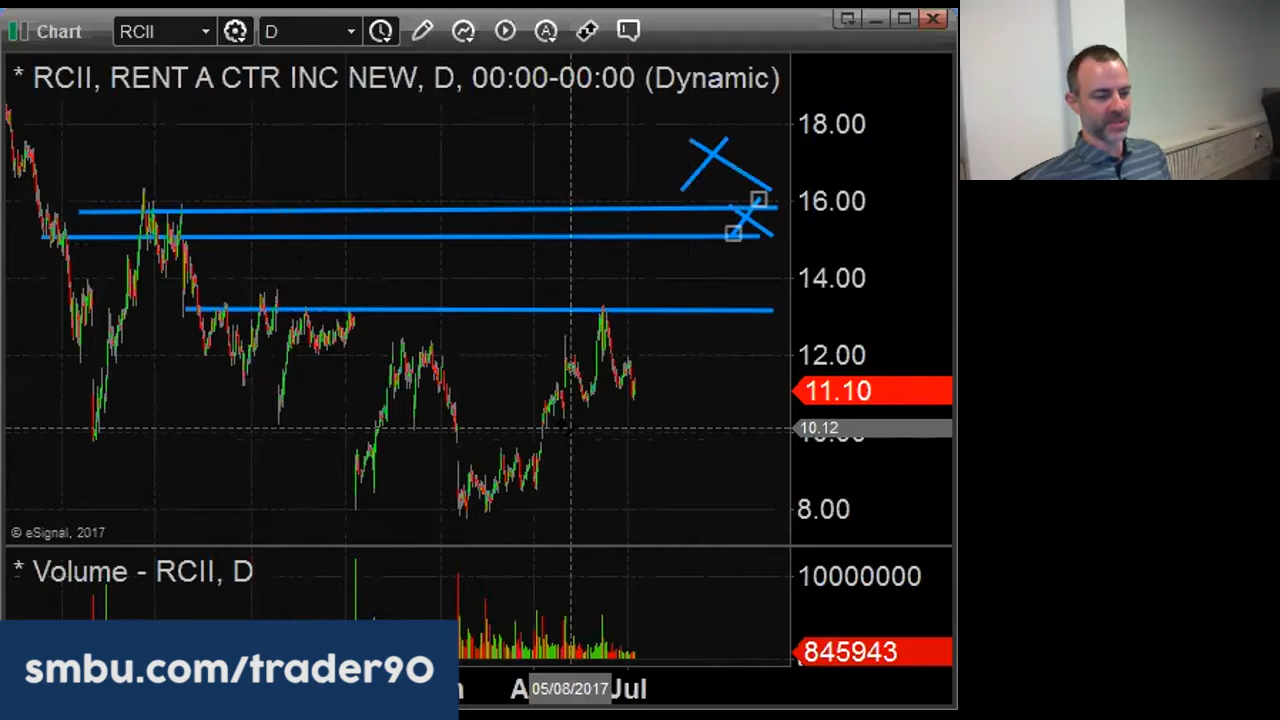 Chart RCII D
* RCII, RENT A CTR INC NEW, D, 00:00-00:00 (Dynamic)
18.00
16.00
14.00
12.00
11.10
10.12
8.00
© eSignal, 2017
* Volume - RCII, D
10000000
845943
smbu.com/trader90
05/08/2017 Jul